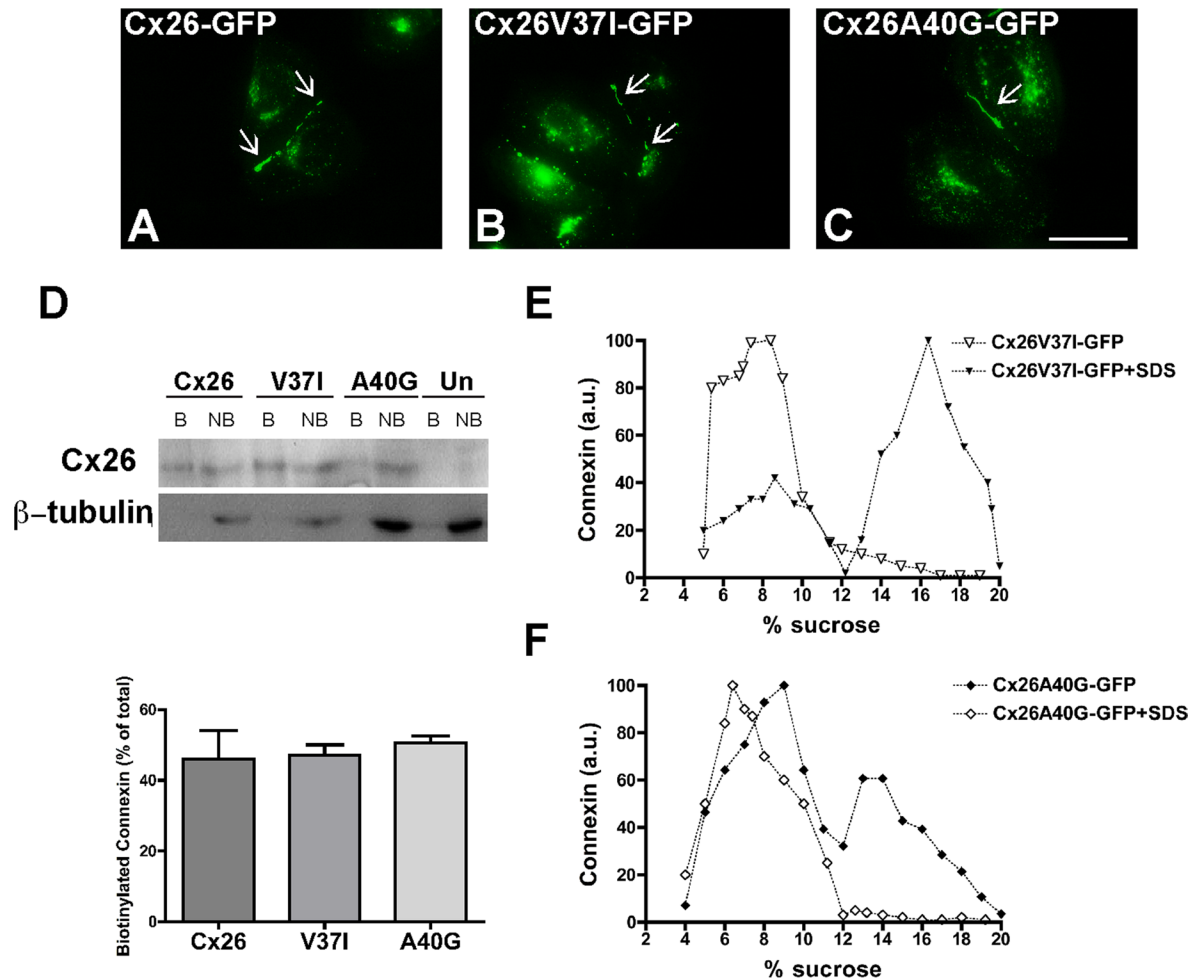 Cx26-GFP
Cx26V37I-GFP
Cx26A40G-GFP
A
B
C
D
Cx26 V37I A40G Un
B NB B NB B NB B NB
Cx26
β-tubulin
Biotinylated Connexin (% of total)
60
40
20
0
Cx26 V37I A40G
E
Connexin (a.u.)
100
80
60
40
20
0
2 4 6 8 10 12 14 16 18 20
% sucrose
Cx26V37I-GFP
Cx26V37I-GFP+SDS
F
Connexin (a.u.)
100
80
60
40
20
0
2 4 6 8 10 12 14 16 18 20
% sucrose
Cx26A40G-GFP
Cx26A40G-GFP+SDS